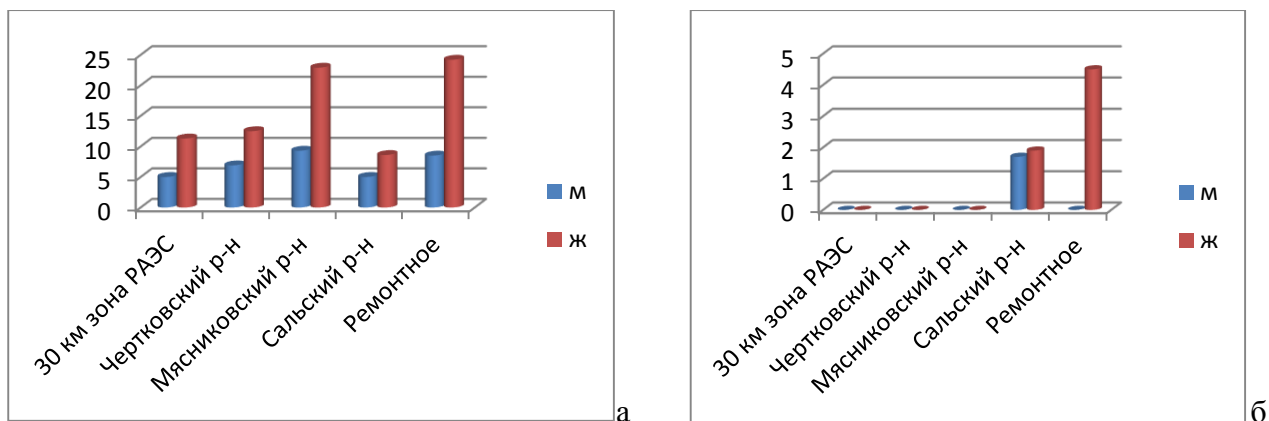 25
20
15
10
5
0
30 км зона РАЭС
Чертковский р-н
Мясниковский р-н
Сальский р-н
Ремонтное
м
ж
а
5
4
3
2
1
0
30 км зона РАЭС
Чертковский р-н
Мясниковский р-н
Сальский р-н
Ремонтное
м
ж
б